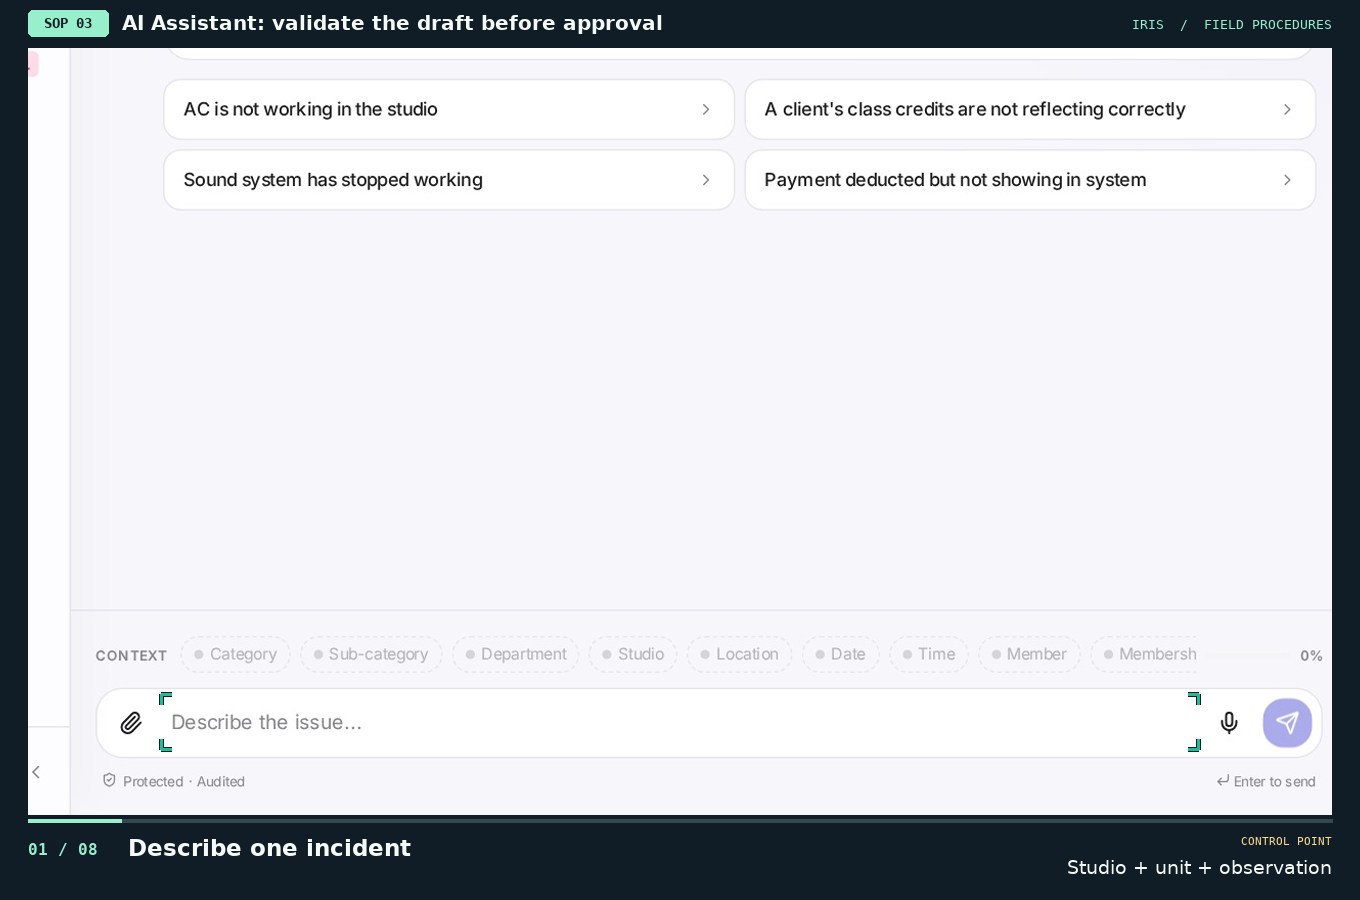 SOP 03 AI Assistant: validate the draft before approval IRIS / FIELD PROCEDURES
AC is not working in the studio
A client's class credits are not reflecting correctly
Sound system has stopped working
Payment deducted but not showing in system
CONTEXT Category Sub-category Department Studio Location Date Time Member Membersh 0%
Describe the issue...
Protected · Audited
Enter to send
01 / 08 Describe one incident
CONTROL POINT
Studio + unit + observation